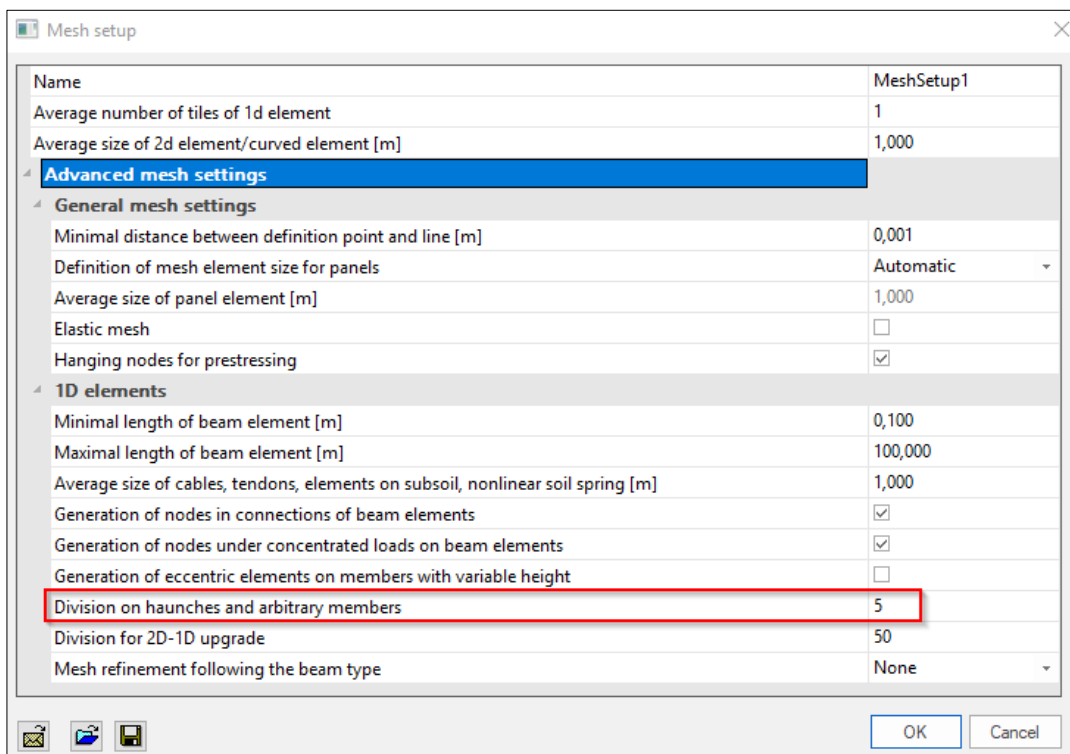 Mesh setup
Name MeshSetup1
Average number of tiles of 1d element 1
Average size of 2d element/curved element [m] 1,000
Advanced mesh settings
General mesh settings
Minimal distance between definition point and line [m] 0,001
Definition of mesh element size for panels Automatic
Average size of panel element [m] 1,000
Elastic mesh
Hanging nodes for prestressing
1D elements
Minimal length of beam element [m] 0,100
Maximal length of beam element [m] 100,000
Average size of cables, tendons, elements on subsoil, nonlinear soil spring [m] 1,000
Generation of nodes in connections of beam elements
Generation of nodes under concentrated loads on beam elements
Generation of eccentric elements on members with variable height
Division on haunches and arbitrary members 5
Division for 2D-1D upgrade 50
Mesh refinement following the beam type None
OK Cancel